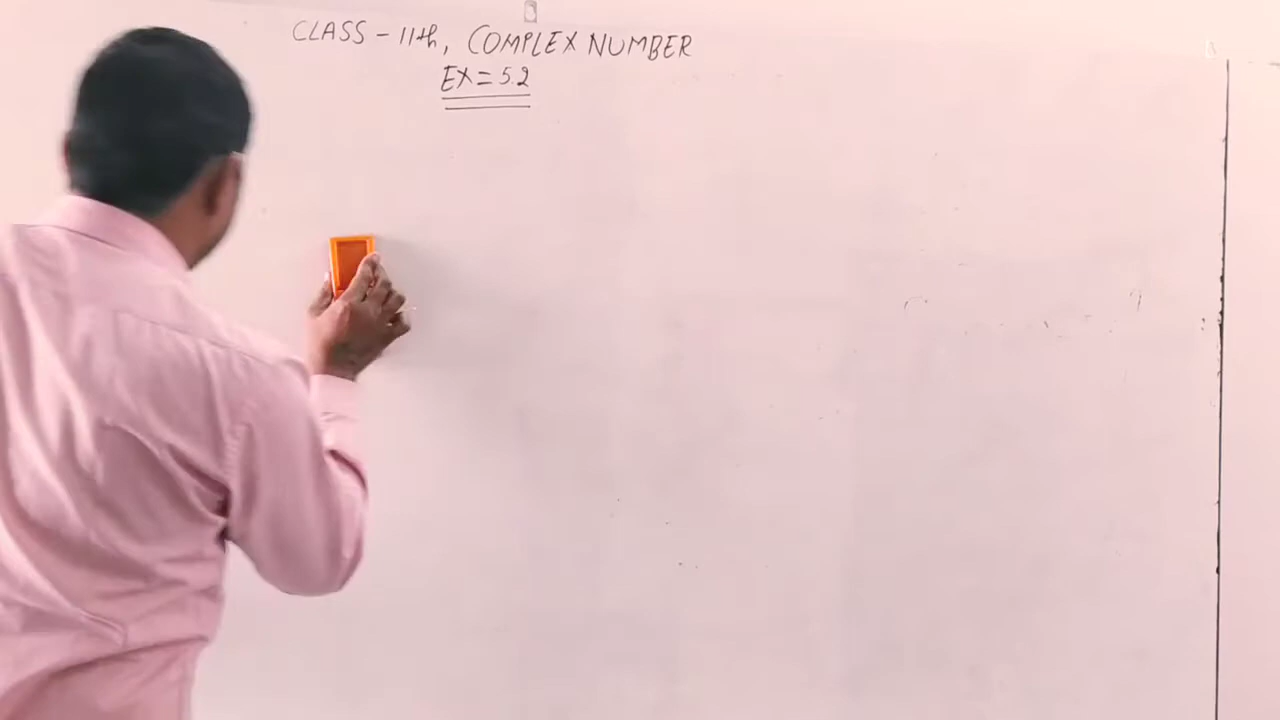 CLASS - 11th, COMPLEX NUMBER
EX = 5.2